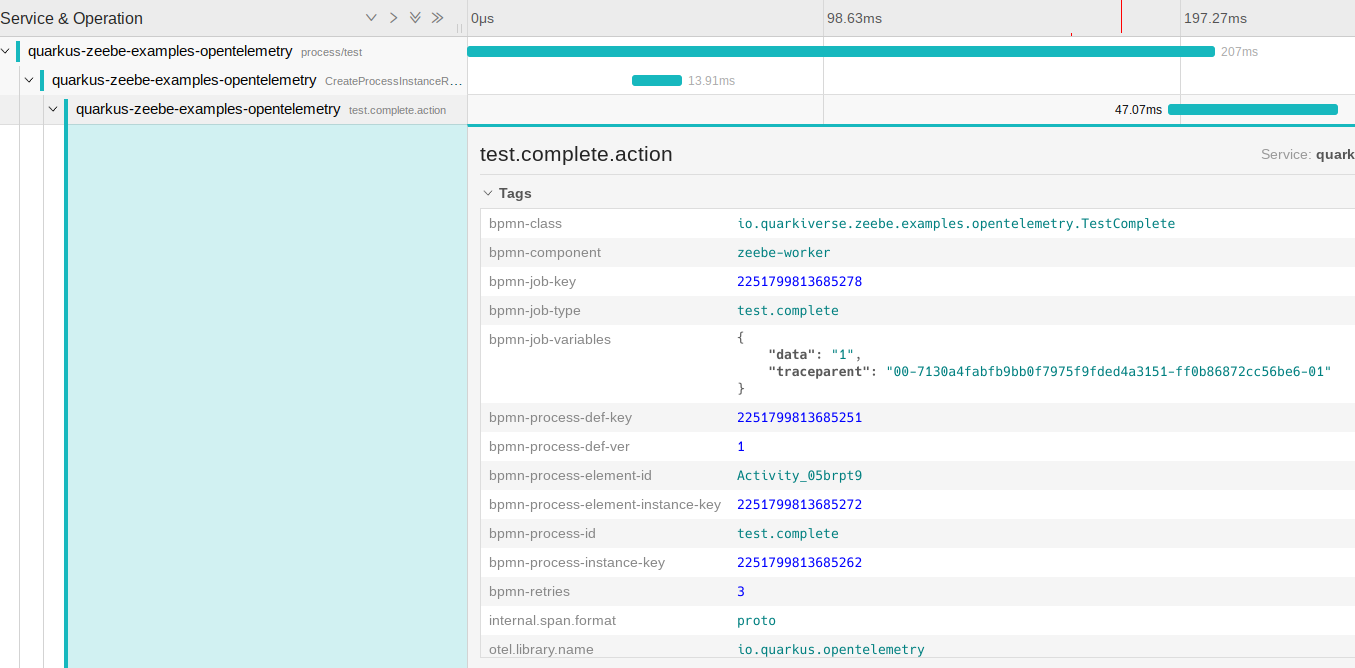 Service & Operation 0μs 98.63ms 197.27ms
quarkus-zeebe-examples-opentelemetry process/test 207ms
quarkus-zeebe-examples-opentelemetry CreateProcessInstanceR... 13.91ms
quarkus-zeebe-examples-opentelemetry test.complete.action 47.07ms
test.complete.action Service: quark
Tags
bpmn-class io.quarkiverse.zeebe.examples.opentelemetry.TestComplete
bpmn-component zeebe-worker
bpmn-job-key 2251799813685278
bpmn-job-type test.complete
bpmn-job-variables {
"data": "1",
"traceparent": "00-7130a4fabfb9bb0f7975f9fded4a3151-ff0b86872cc56be6-01"
}
bpmn-process-def-key 2251799813685251
bpmn-process-def-ver 1
bpmn-process-element-id Activity_05brpt9
bpmn-process-element-instance-key 2251799813685272
bpmn-process-id test.complete
bpmn-process-instance-key 2251799813685262
bpmn-retries 3
internal.span.format proto
otel.library.name io.quarkus.opentelemetry